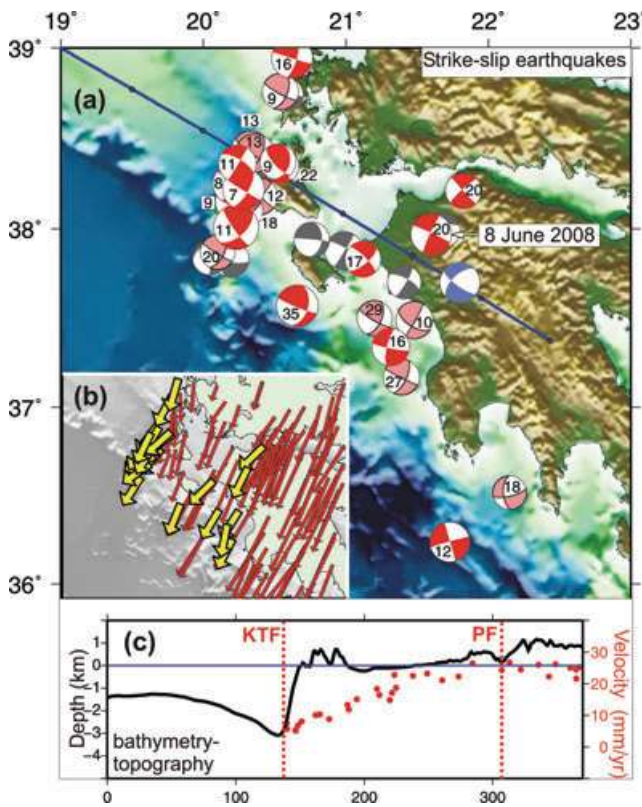 19° 20° 21° 22° 23°
39°
Strike-slip earthquakes
(a)
16
9
13
13
11
9
22
8
7
12
9
20
38°
11
18
20
8 June 2008
20
17
35
29
10
16
37°
27
(b)
18
12
36°
(c)
KTF
PF
Depth (km)
1
0
-1
-2
-3
-4
bathymetry-
topography
30
20
10
0
Velocity (mm/yr)
0 100 200 300